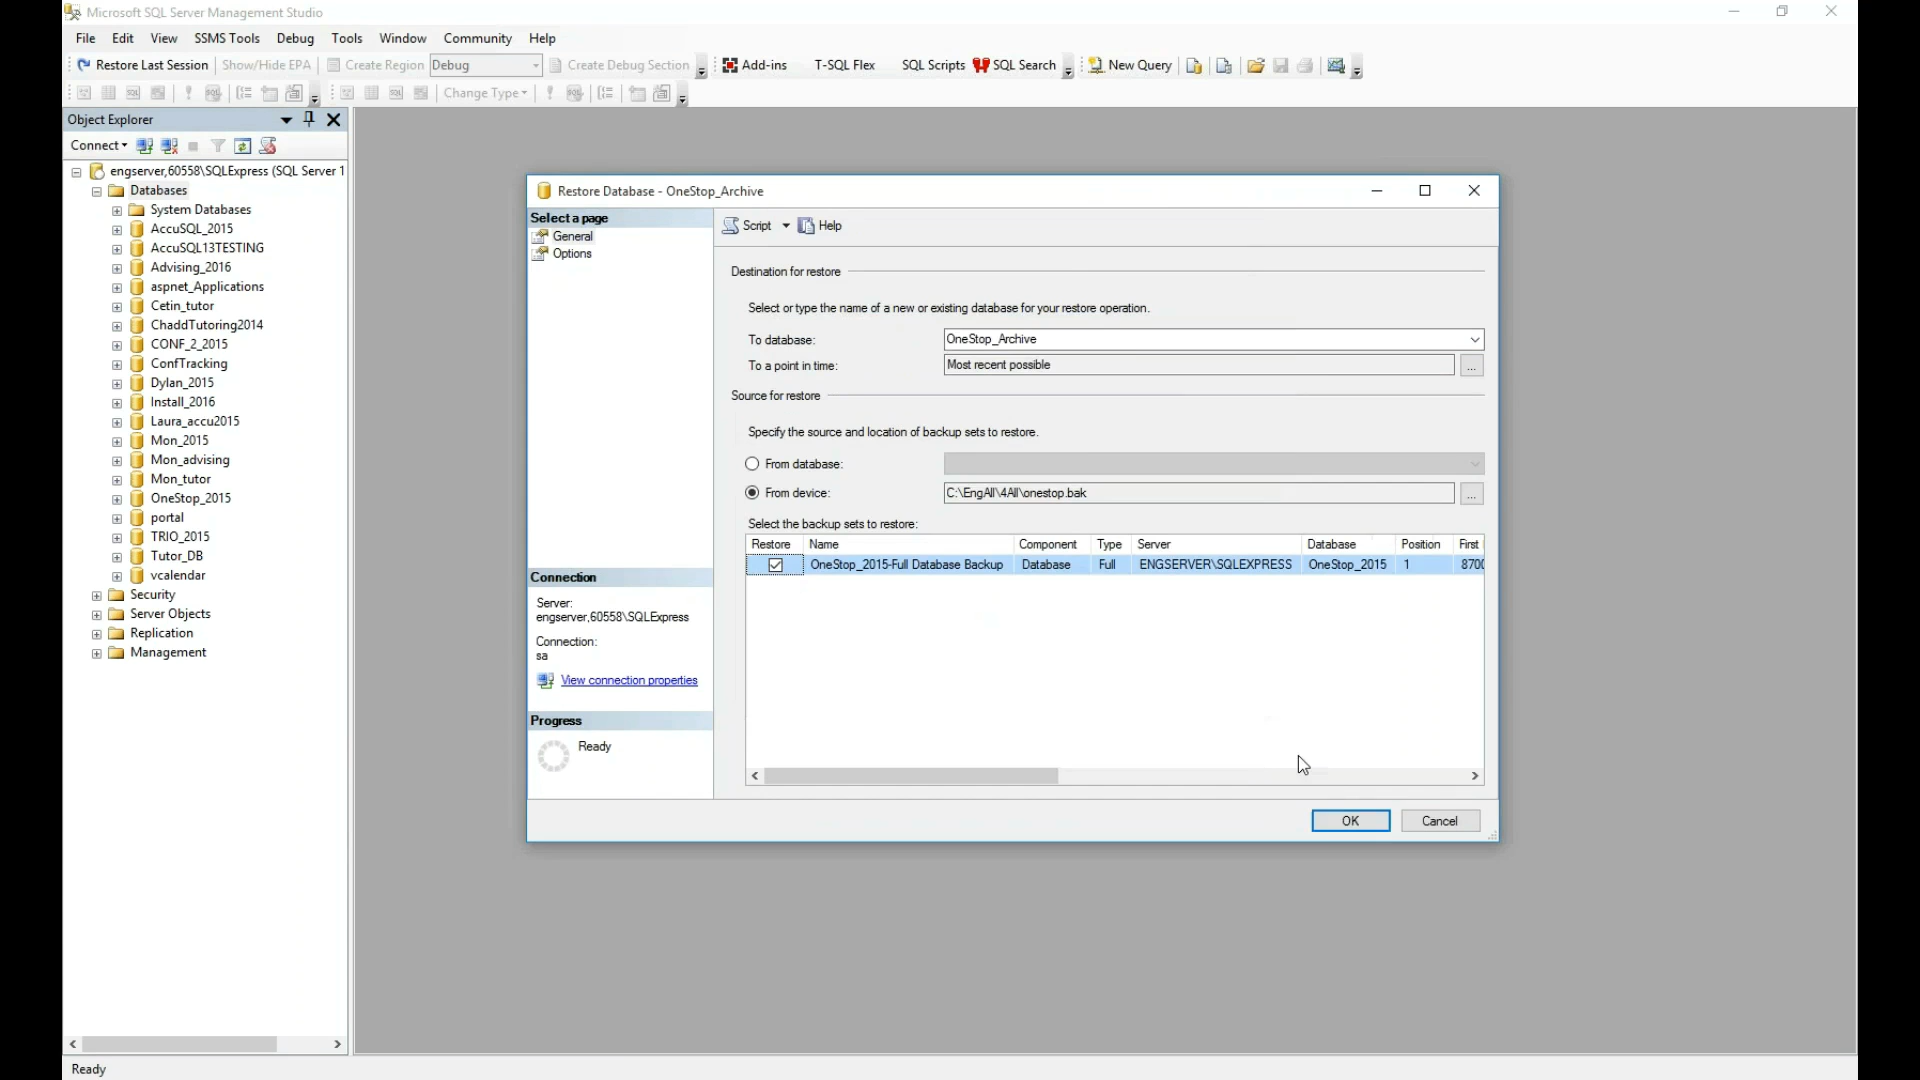 Microsoft SQL Server Management Studio
File Edit View SSMS Tools Debug Tools Window Community Help
Restore Last Session Show/Hide EPA Create Region Debug Create Debug Section Add-ins T-SQL Flex SQL Scripts SQL Search New Query
Change Type
Object Explorer
Connect
engserver,60558\SQLExpress (SQL Server 1
Databases
System Databases
AccuSQL_2015
AccuSQL13TESTING
Advising_2016
aspnet_Applications
Cetin_tutor
ChaddTutoring2014
CONF_2_2015
ConfTracking
Dylan_2015
Install_2016
Laura_accu2015
Mon_2015
Mon_advising
Mon_tutor
OneStop_2015
portal
TRIO_2015
Tutor_DB
vcalendar
Security
Server Objects
Replication
Management
Restore Database - OneStop_Archive
Select a page
General
Options
Script Help
Destination for restore
Select or type the name of a new or existing database for your restore operation.
To database: OneStop_Archive
To a point in time: Most recent possible ...
Source for restore
Specify the source and location of backup sets to restore.
From database:
From device: C:\EngAll\4All\onestop.bak ...
Select the backup sets to restore:
Restore Name Component Type Server Database Position First
OneStop_2015-Full Database Backup Database Full ENGSERVER\SQLEXPRESS OneStop_2015 1 8700
Connection
Server:
engserver,60558\SQLExpress
Connection:
sa
View connection properties
Progress
Ready
OK Cancel
Ready